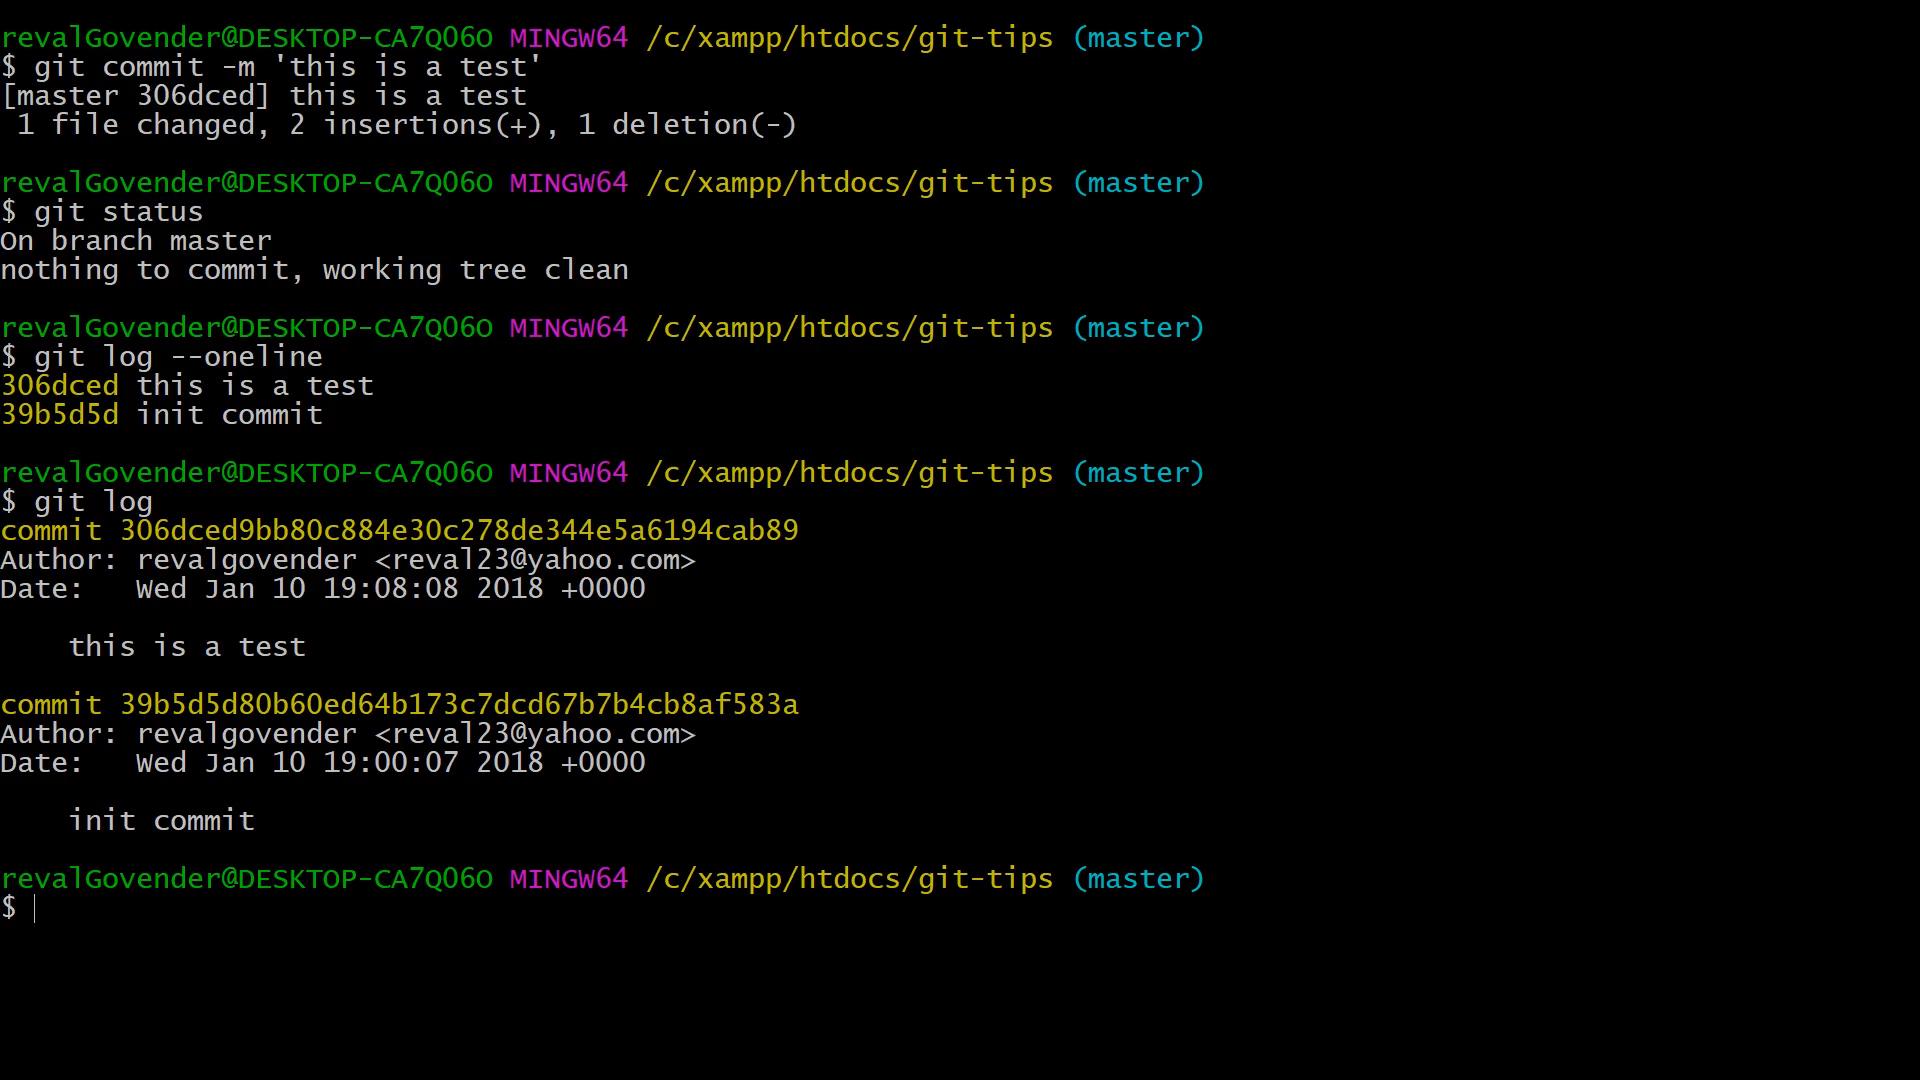 revalGovender@DESKTOP-CA7QO6O MINGW64 /c/xampp/htdocs/git-tips (master)
$ git commit -m 'this is a test'
[master 306dced] this is a test
 1 file changed, 2 insertions(+), 1 deletion(-)

revalGovender@DESKTOP-CA7QO6O MINGW64 /c/xampp/htdocs/git-tips (master)
$ git status
On branch master
nothing to commit, working tree clean

revalGovender@DESKTOP-CA7QO6O MINGW64 /c/xampp/htdocs/git-tips (master)
$ git log --oneline
306dced this is a test
39b5d5d init commit

revalGovender@DESKTOP-CA7QO6O MINGW64 /c/xampp/htdocs/git-tips (master)
$ git log
commit 306dced9bb80c884e30c278de344e5a6194cab89
Author: revalgovender <reval23@yahoo.com>
Date:   Wed Jan 10 19:08:08 2018 +0000

    this is a test

commit 39b5d5d80b60ed64b173c7dcd67b7b4cb8af583a
Author: revalgovender <reval23@yahoo.com>
Date:   Wed Jan 10 19:00:07 2018 +0000

    init commit

revalGovender@DESKTOP-CA7QO6O MINGW64 /c/xampp/htdocs/git-tips (master)
$